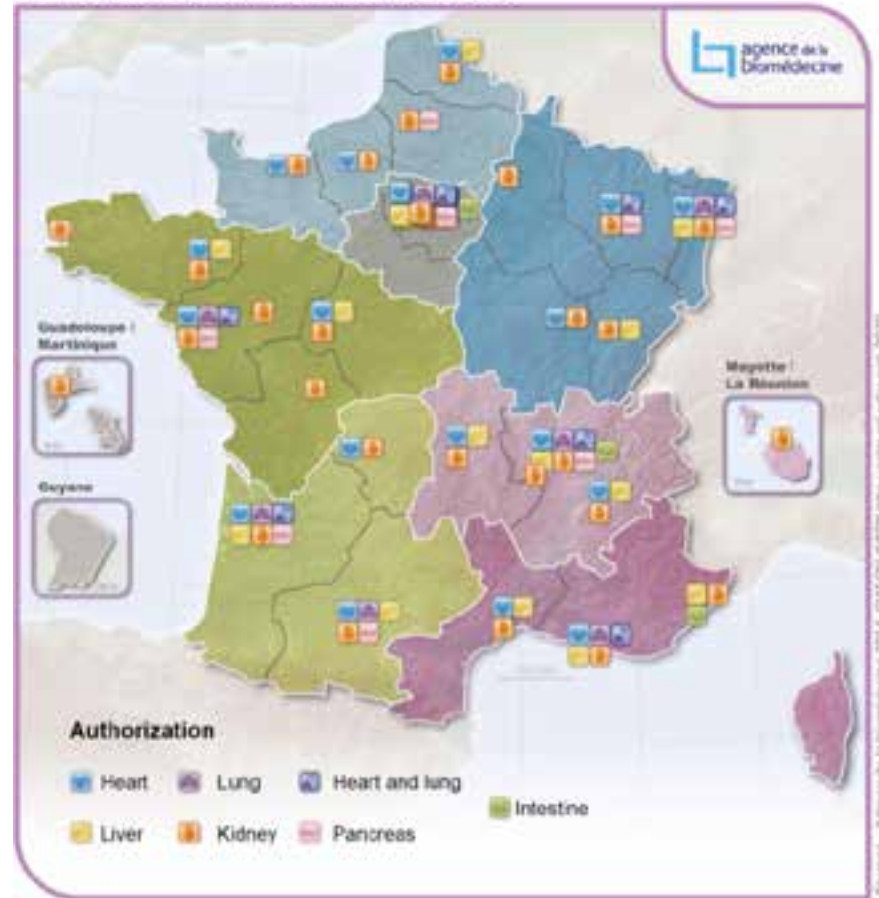 agence de la
biomédecine
Guadeloupe /
Martinique
Mayotte /
La Réunion
Guyane
Authorization
Heart
Lung
Heart and lung
Intestine
Liver
Kidney
Pancreas